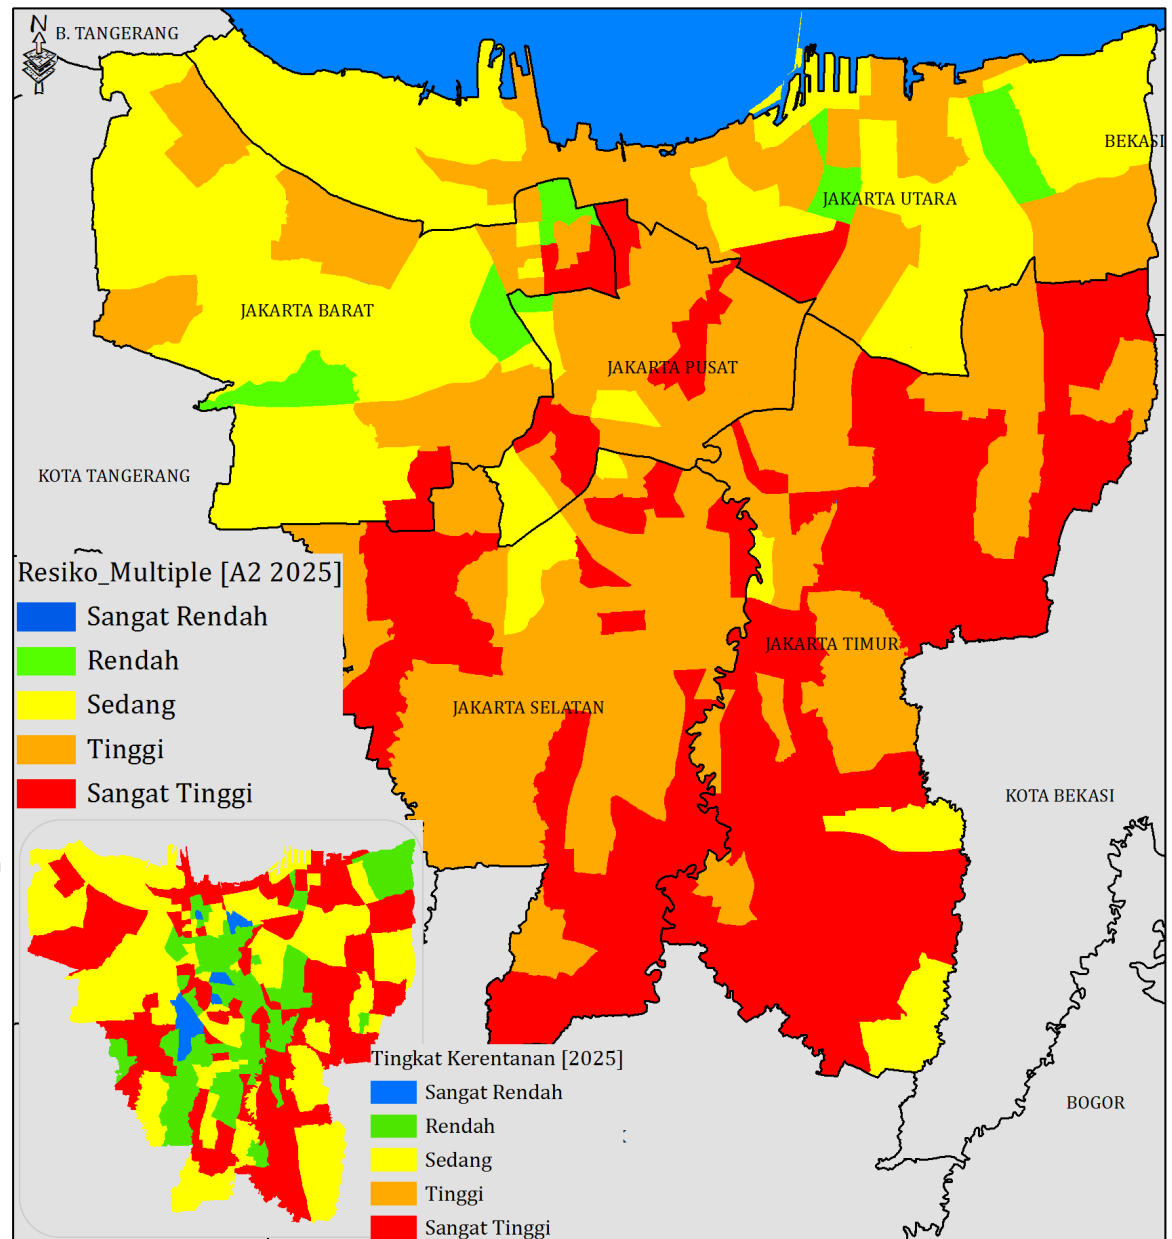 N
B. TANGERANG
BEKASI
JAKARTA UTARA
JAKARTA BARAT
JAKARTA PUSAT
KOTA TANGERANG
Resiko_Multiple [A2 2025]
Sangat Rendah
Rendah
Sedang
Tinggi
Sangat Tinggi
JAKARTA TIMUR
JAKARTA SELATAN
KOTA BEKASI
Tingkat Kerentanan [2025]
Sangat Rendah
Rendah
Sedang
Tinggi
Sangat Tinggi
BOGOR